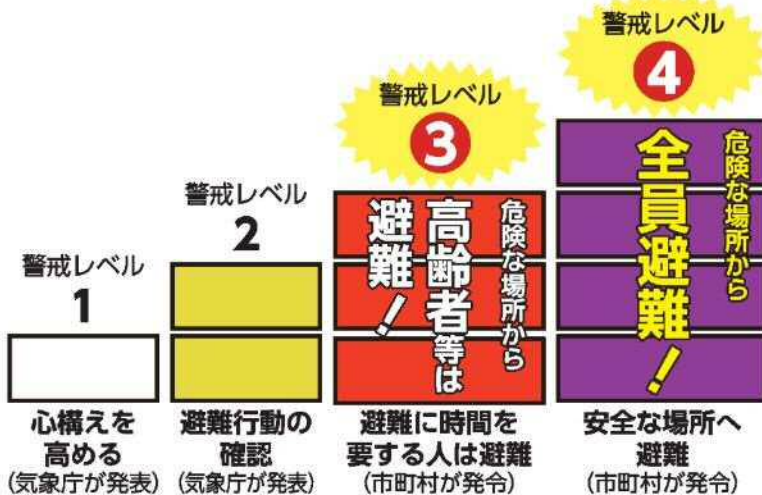 警戒レベル
1
心構えを
高める
(気象庁が発表)
警戒レベル
2
避難行動の
確認
(気象庁が発表)
警戒レベル
3
危険な場所から
高齢者等は
避難！
避難に時間を
要する人は避難
(市町村が発令)
警戒レベル
4
危険な場所から
全員避難！
安全な場所へ
避難
(市町村が発令)